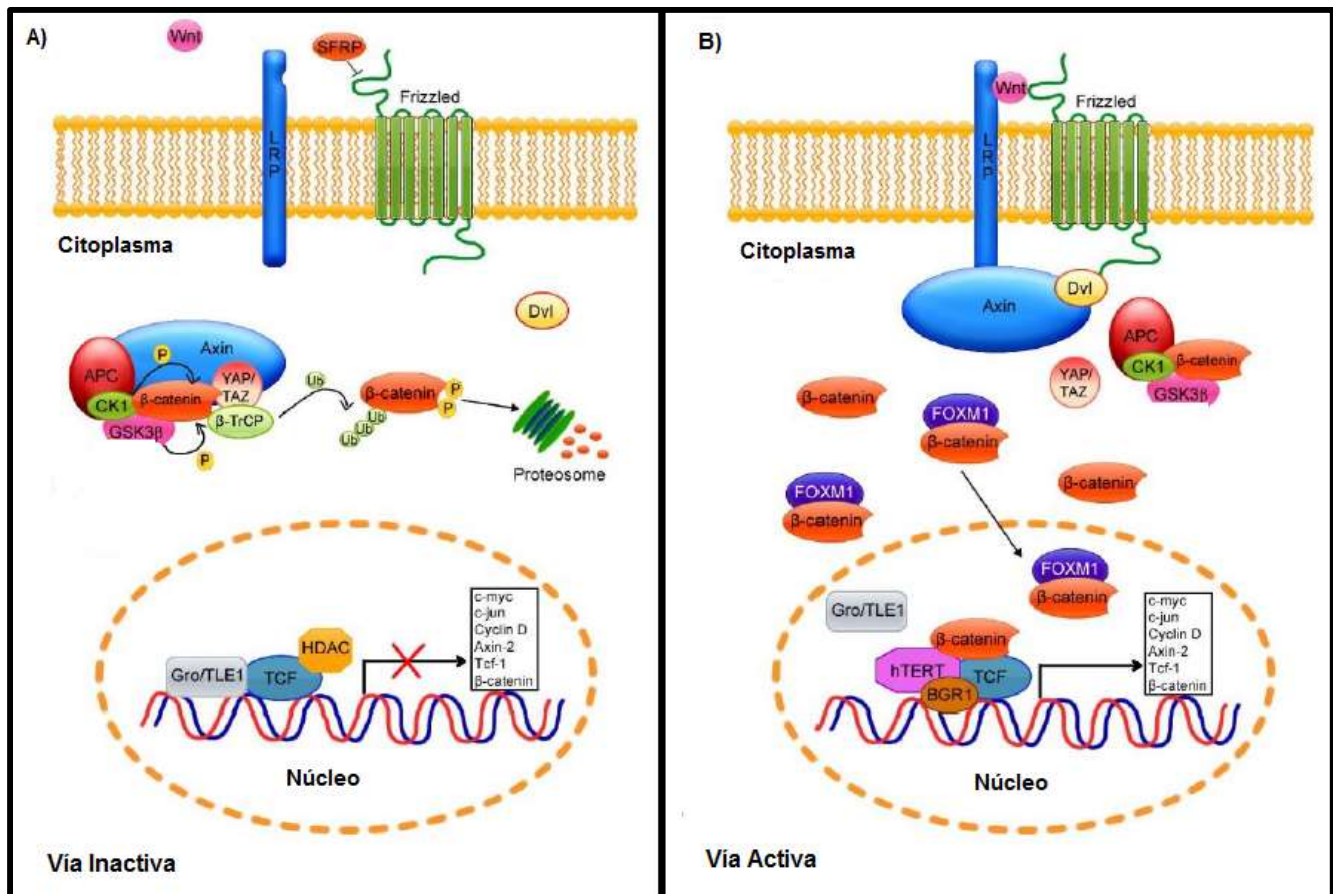 A)
Wnt
SFRP
Frizzled
LRP
Citoplasma
Dvl
Axin
APC
P
YAP/
TAZ
CK1
β-catenin
β-TrCP
GSK3β
P
Ub
β-catenin
P
P
Ub
Ub
Ub
Proteosome
c-myc
c-jun
Cyclin D
Axin-2
Tcf-1
β-catenin
HDAC
Gro/TLE1
TCF
Núcleo
Vía Inactiva
B)
Wnt
Frizzled
LRP
Citoplasma
Dvl
Axin
APC
CK1
β-catenin
GSK3β
YAP/
TAZ
β-catenin
FOXM1
β-catenin
β-catenin
FOXM1
β-catenin
FOXM1
β-catenin
Gro/TLE1
c-myc
c-jun
Cyclin D
Axin-2
Tcf-1
β-catenin
β-catenin
hTERT
TCF
BGR1
Núcleo
Vía Activa